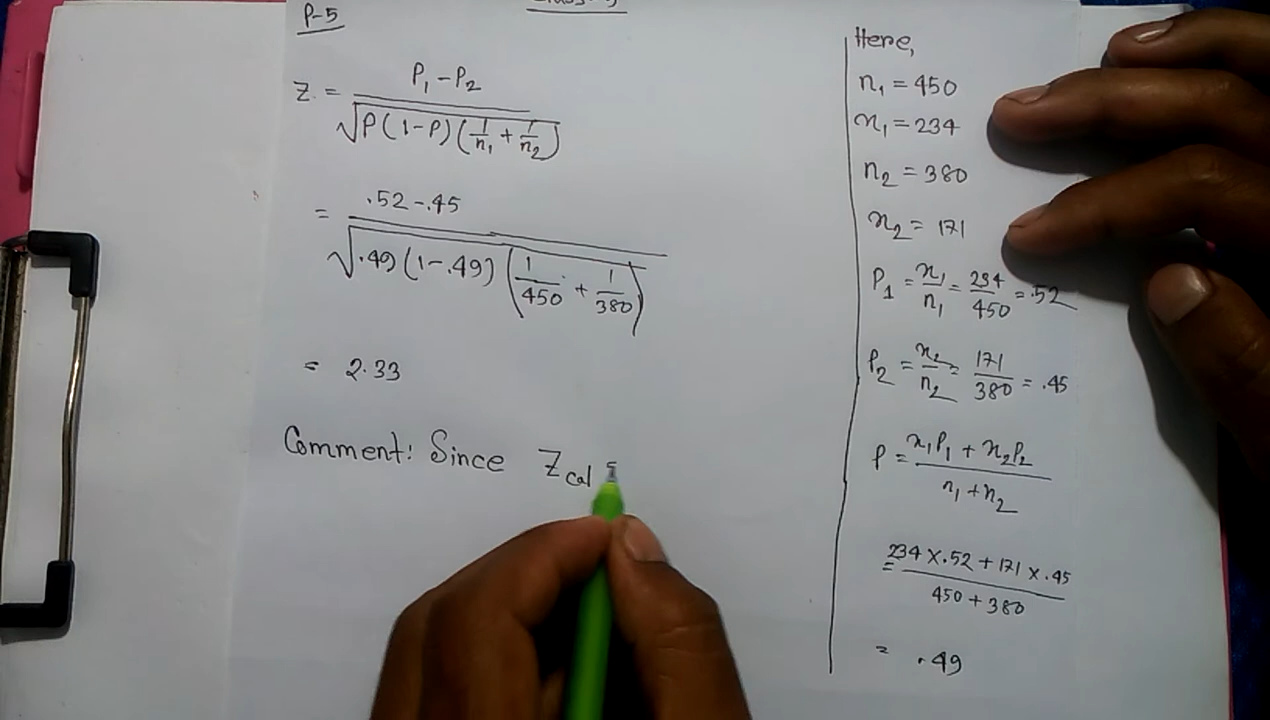 P-5
Z = P₁ - P₂ / √P(1-P)(1/n₁ + 1/n₂)
= .52 - .45 / √.49(1-.49)(1/450 + 1/380)
= 2.33
Comment: Since Z cal
Here,
n₁ = 450
x₁ = 234
n₂ = 380
x₂ = 171
P₁ = x₁/n₁ = 234/450 = .52
P₂ = x₂/n₂ = 171/380 = .45
P = x₁P₁ + x₂P₂ / n₁ + n₂
= 234 × .52 + 171 × .45 / 450 + 380
= .49